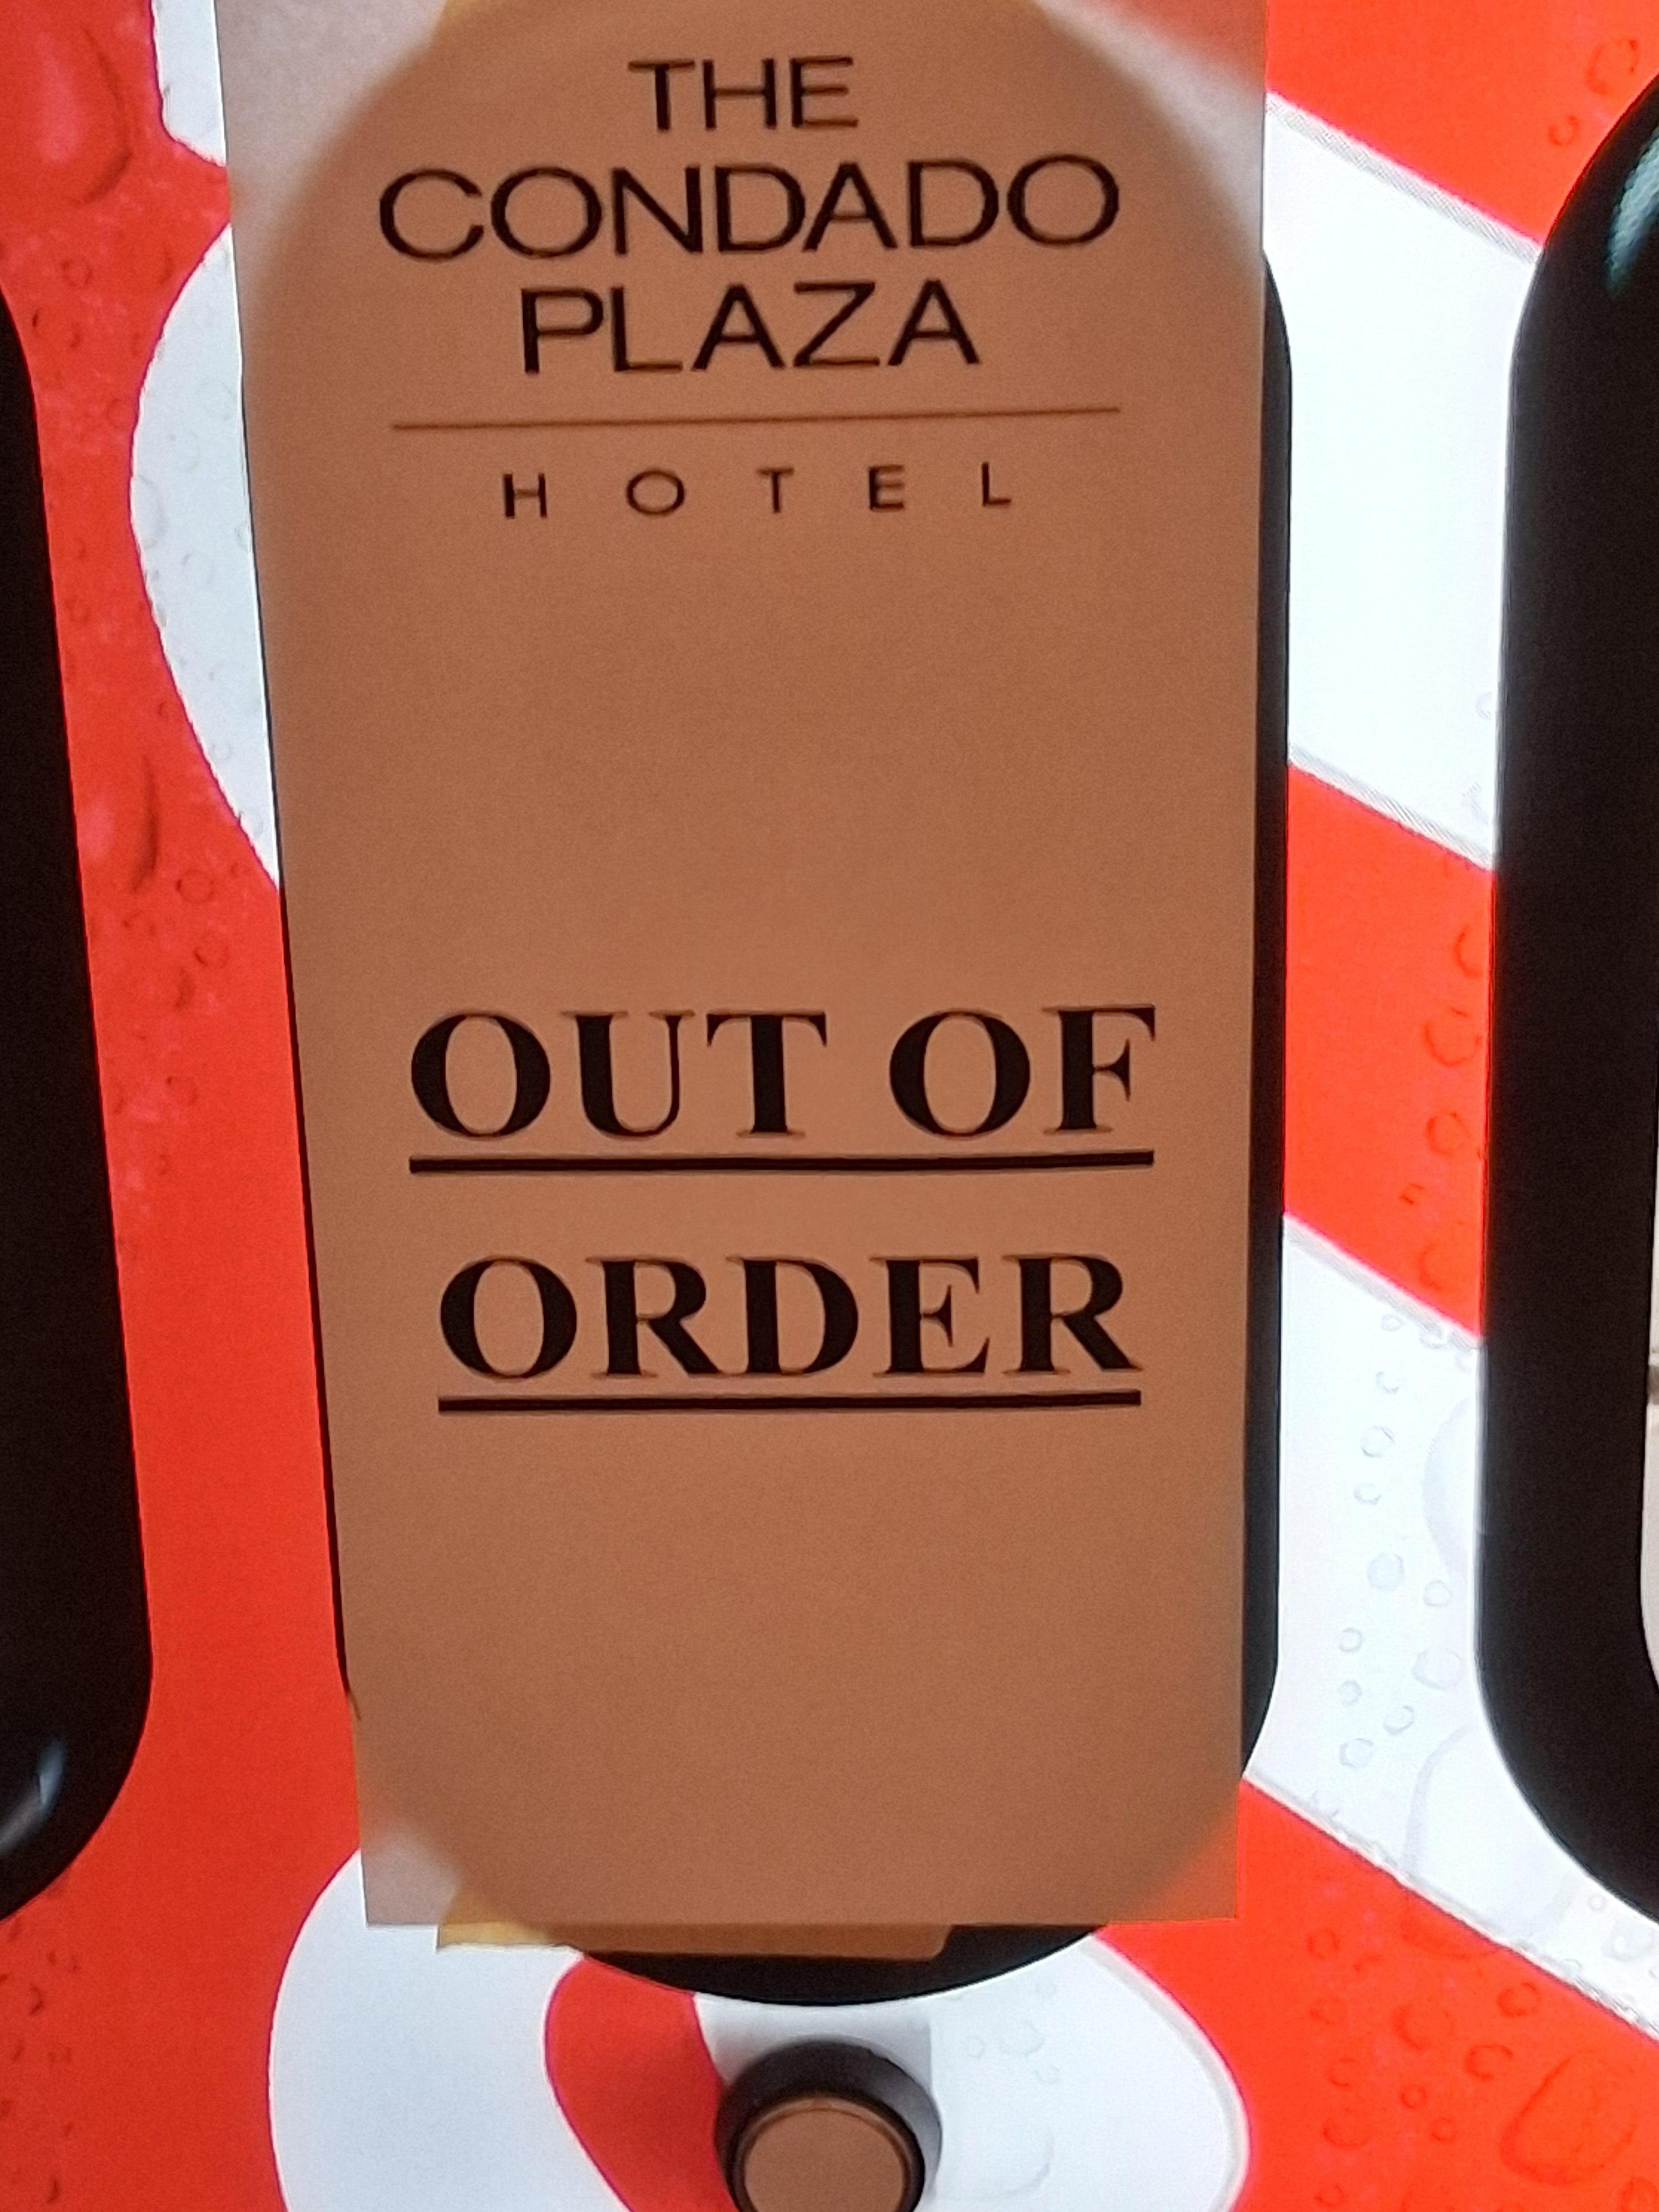 THE
CONDADO
PLAZA
HOTEL
OUT OF
ORDER